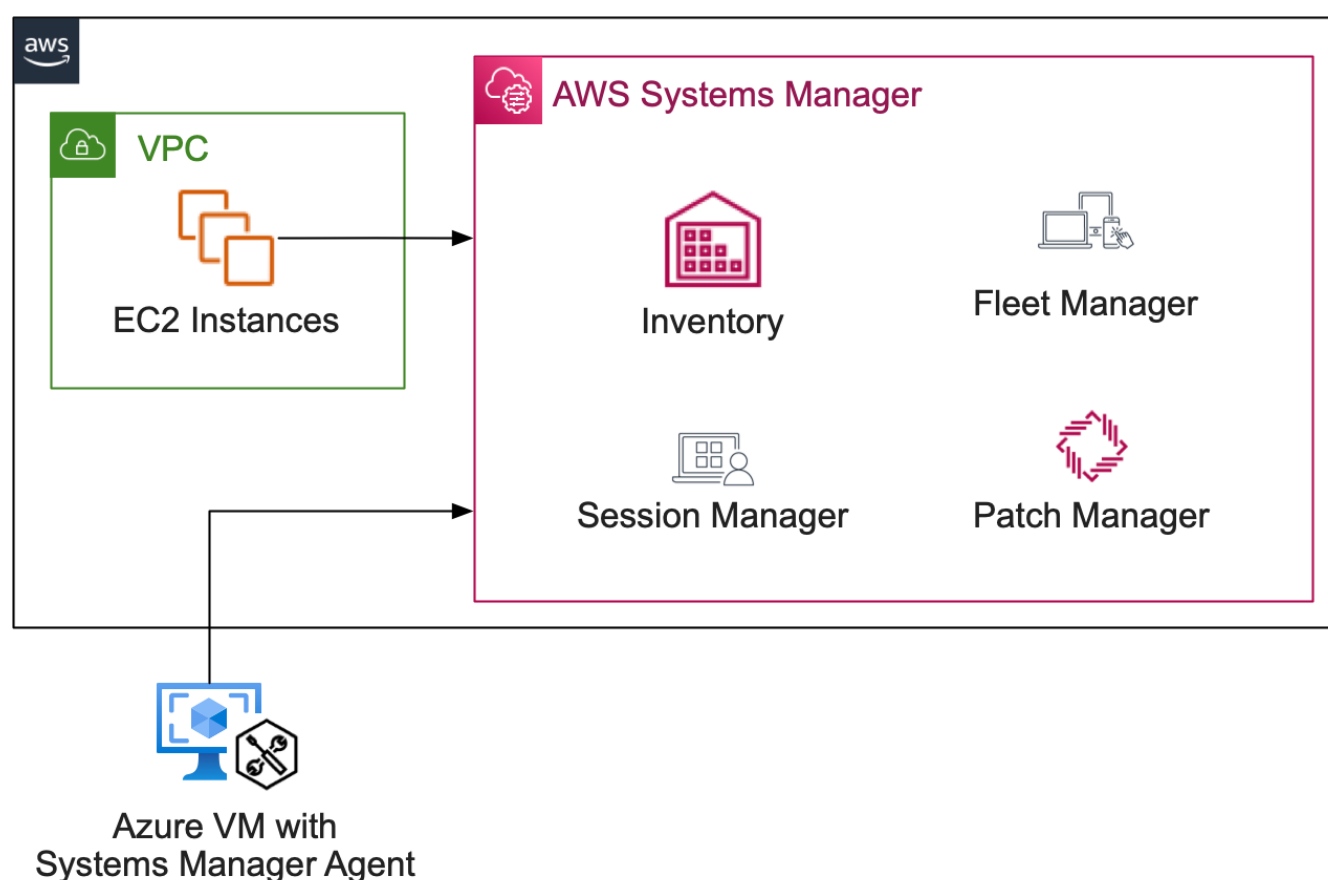 aws
AWS Systems Manager
VPC
EC2 Instances
Inventory
Fleet Manager
Session Manager
Patch Manager
Azure VM with
Systems Manager Agent